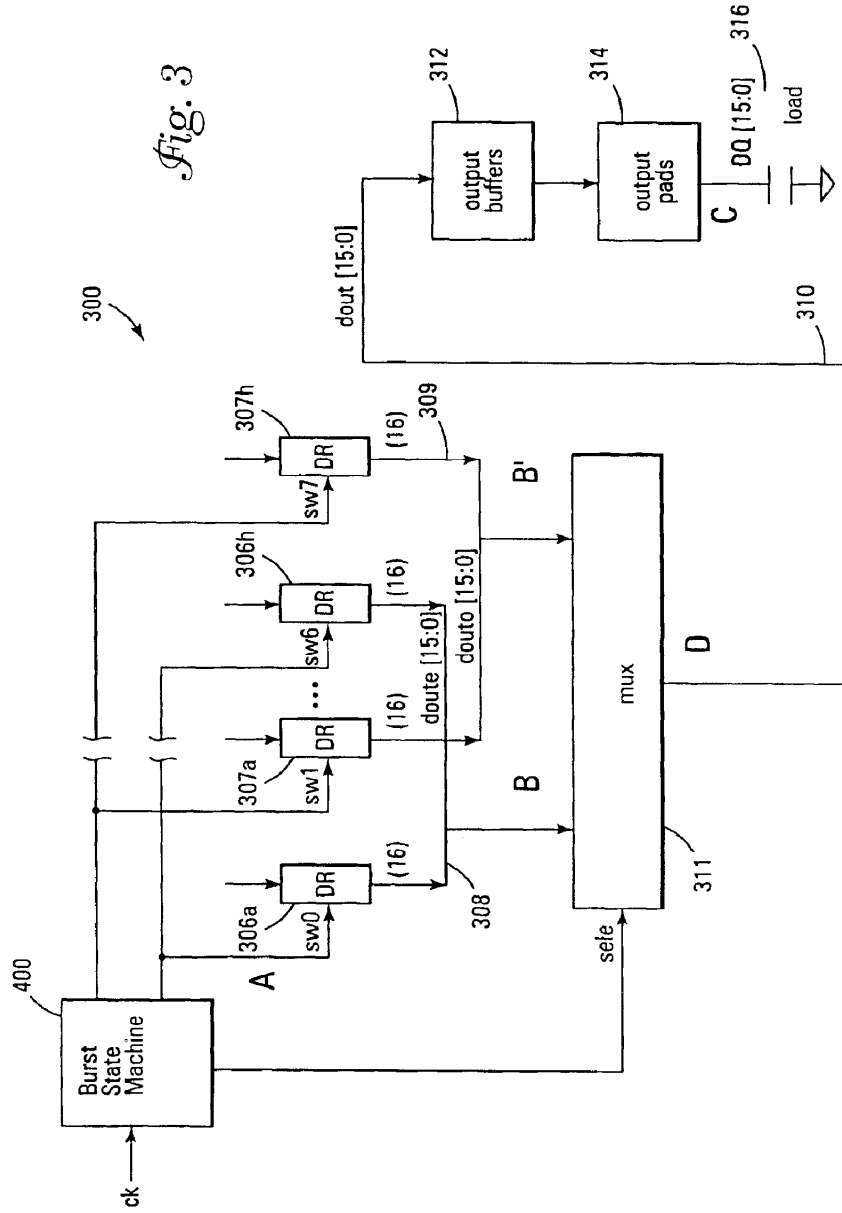 Fig. 3
300
400
Burst
State
Machine
ck
A
306a
sw0
DR
(16)
307a
sw1
DR
(16)
...
306h
sw6
DR
(16)
307h
sw7
DR
(16)
309
308
doute [15:0]
douto [15:0]
B
B'
sele
mux
311
D
310
dout [15:0]
312
output
buffers
314
output
pads
C
DQ [15:0]
316
load